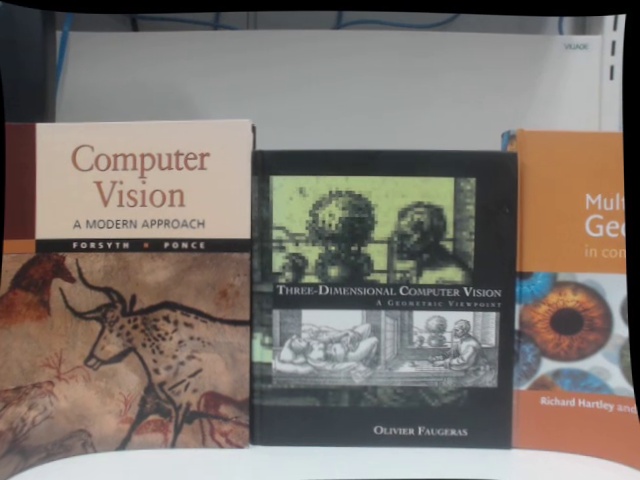 Computer
Vision
A MODERN APPROACH
FORSYTH PONCE
THREE-DIMENSIONAL COMPUTER VISION
A GEOMETRIC VIEWPOINT
OLIVIER FAUGERAS
Mult
Geo
in con
Richard Hartley and